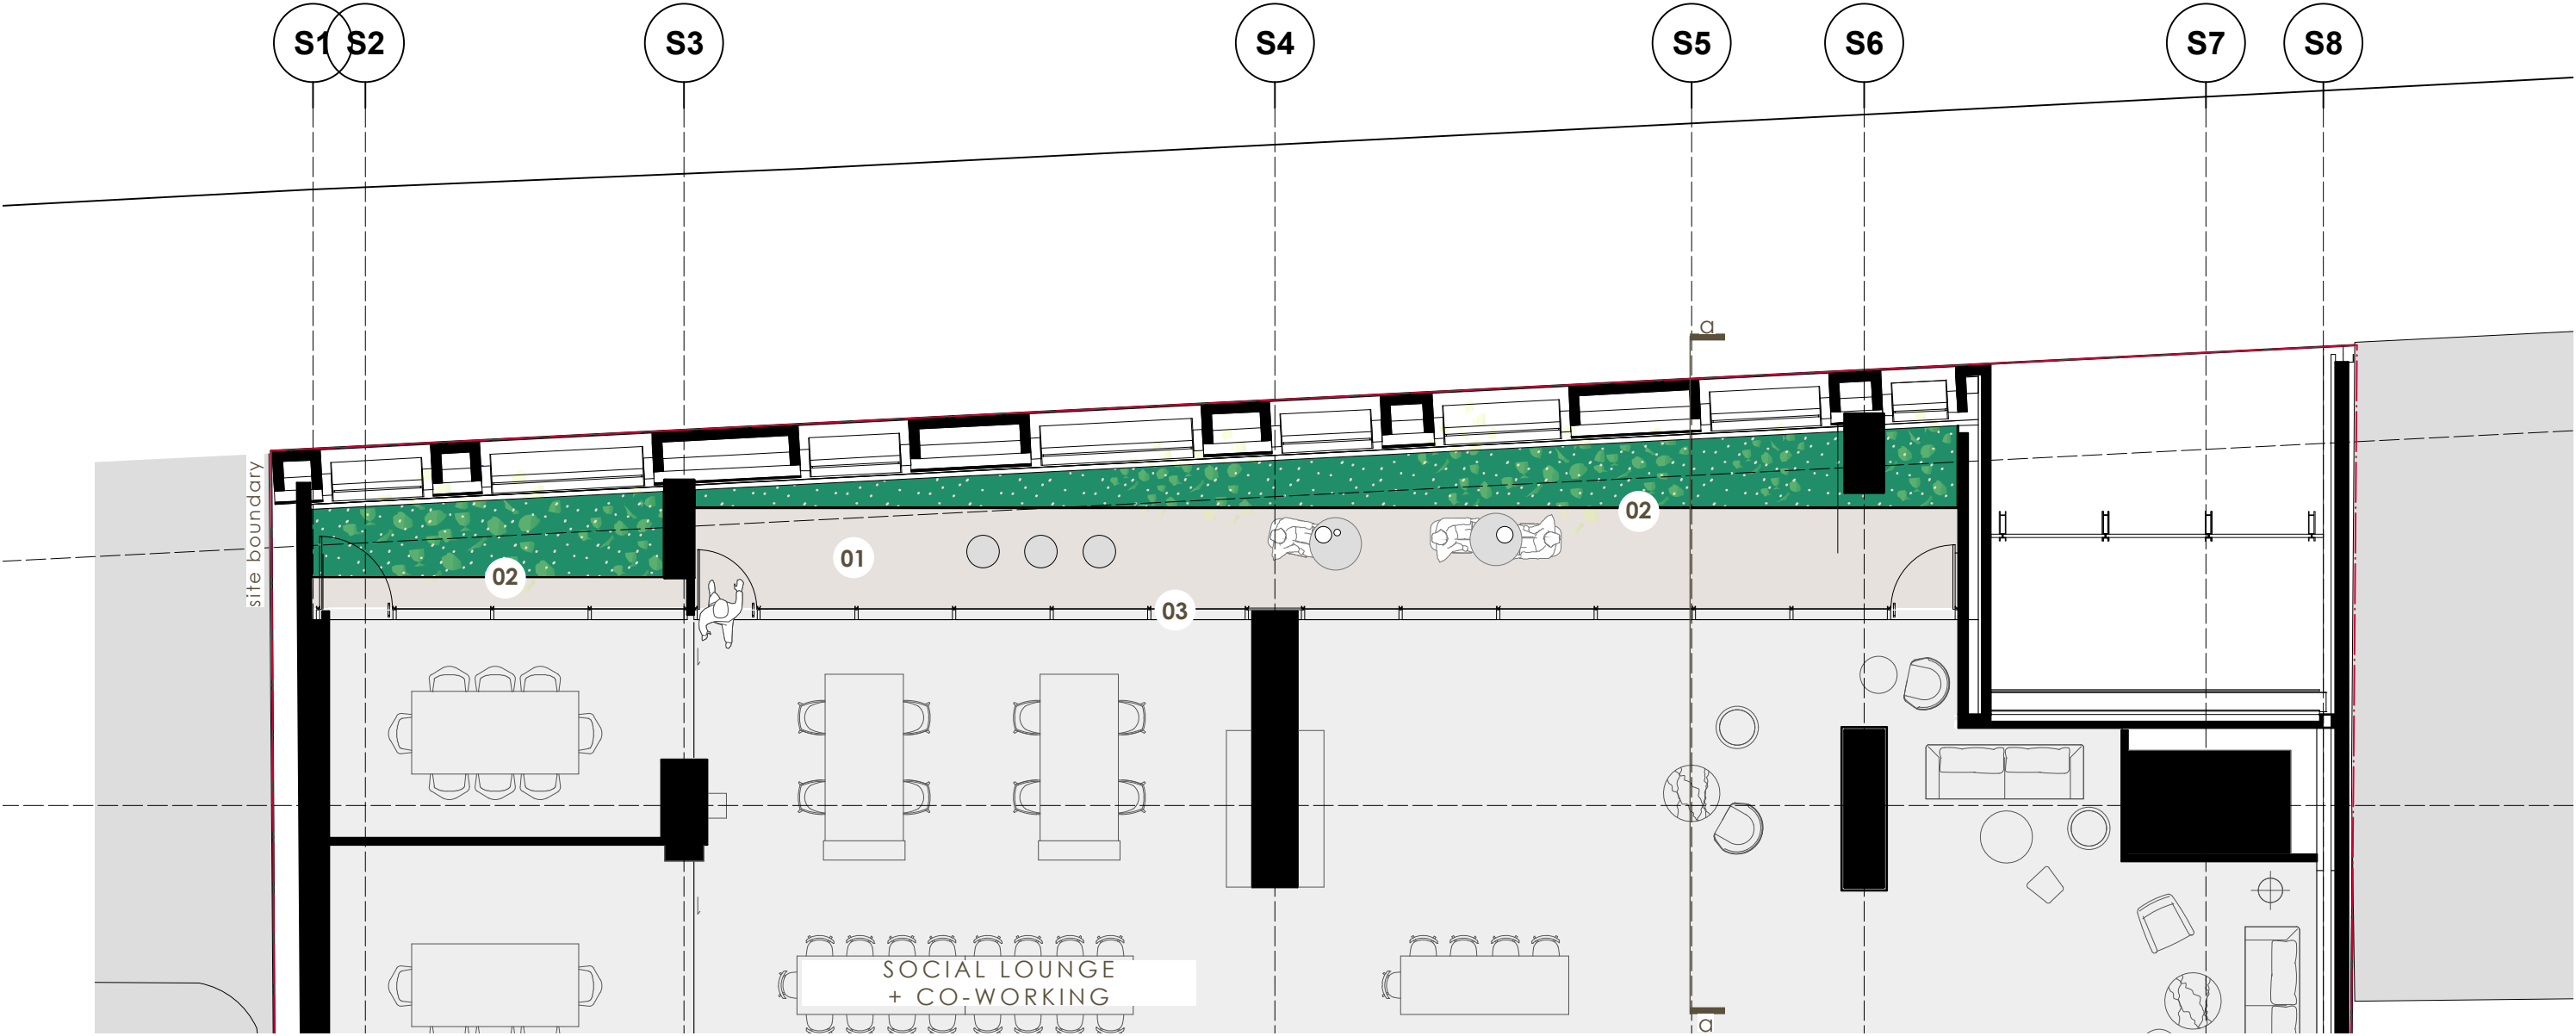 S1 S2 S3 S4 S5 S6 S7 S8
a
site boundary
02
01
02
03
SOCIAL LOUNGE
+ CO-WORKING
a